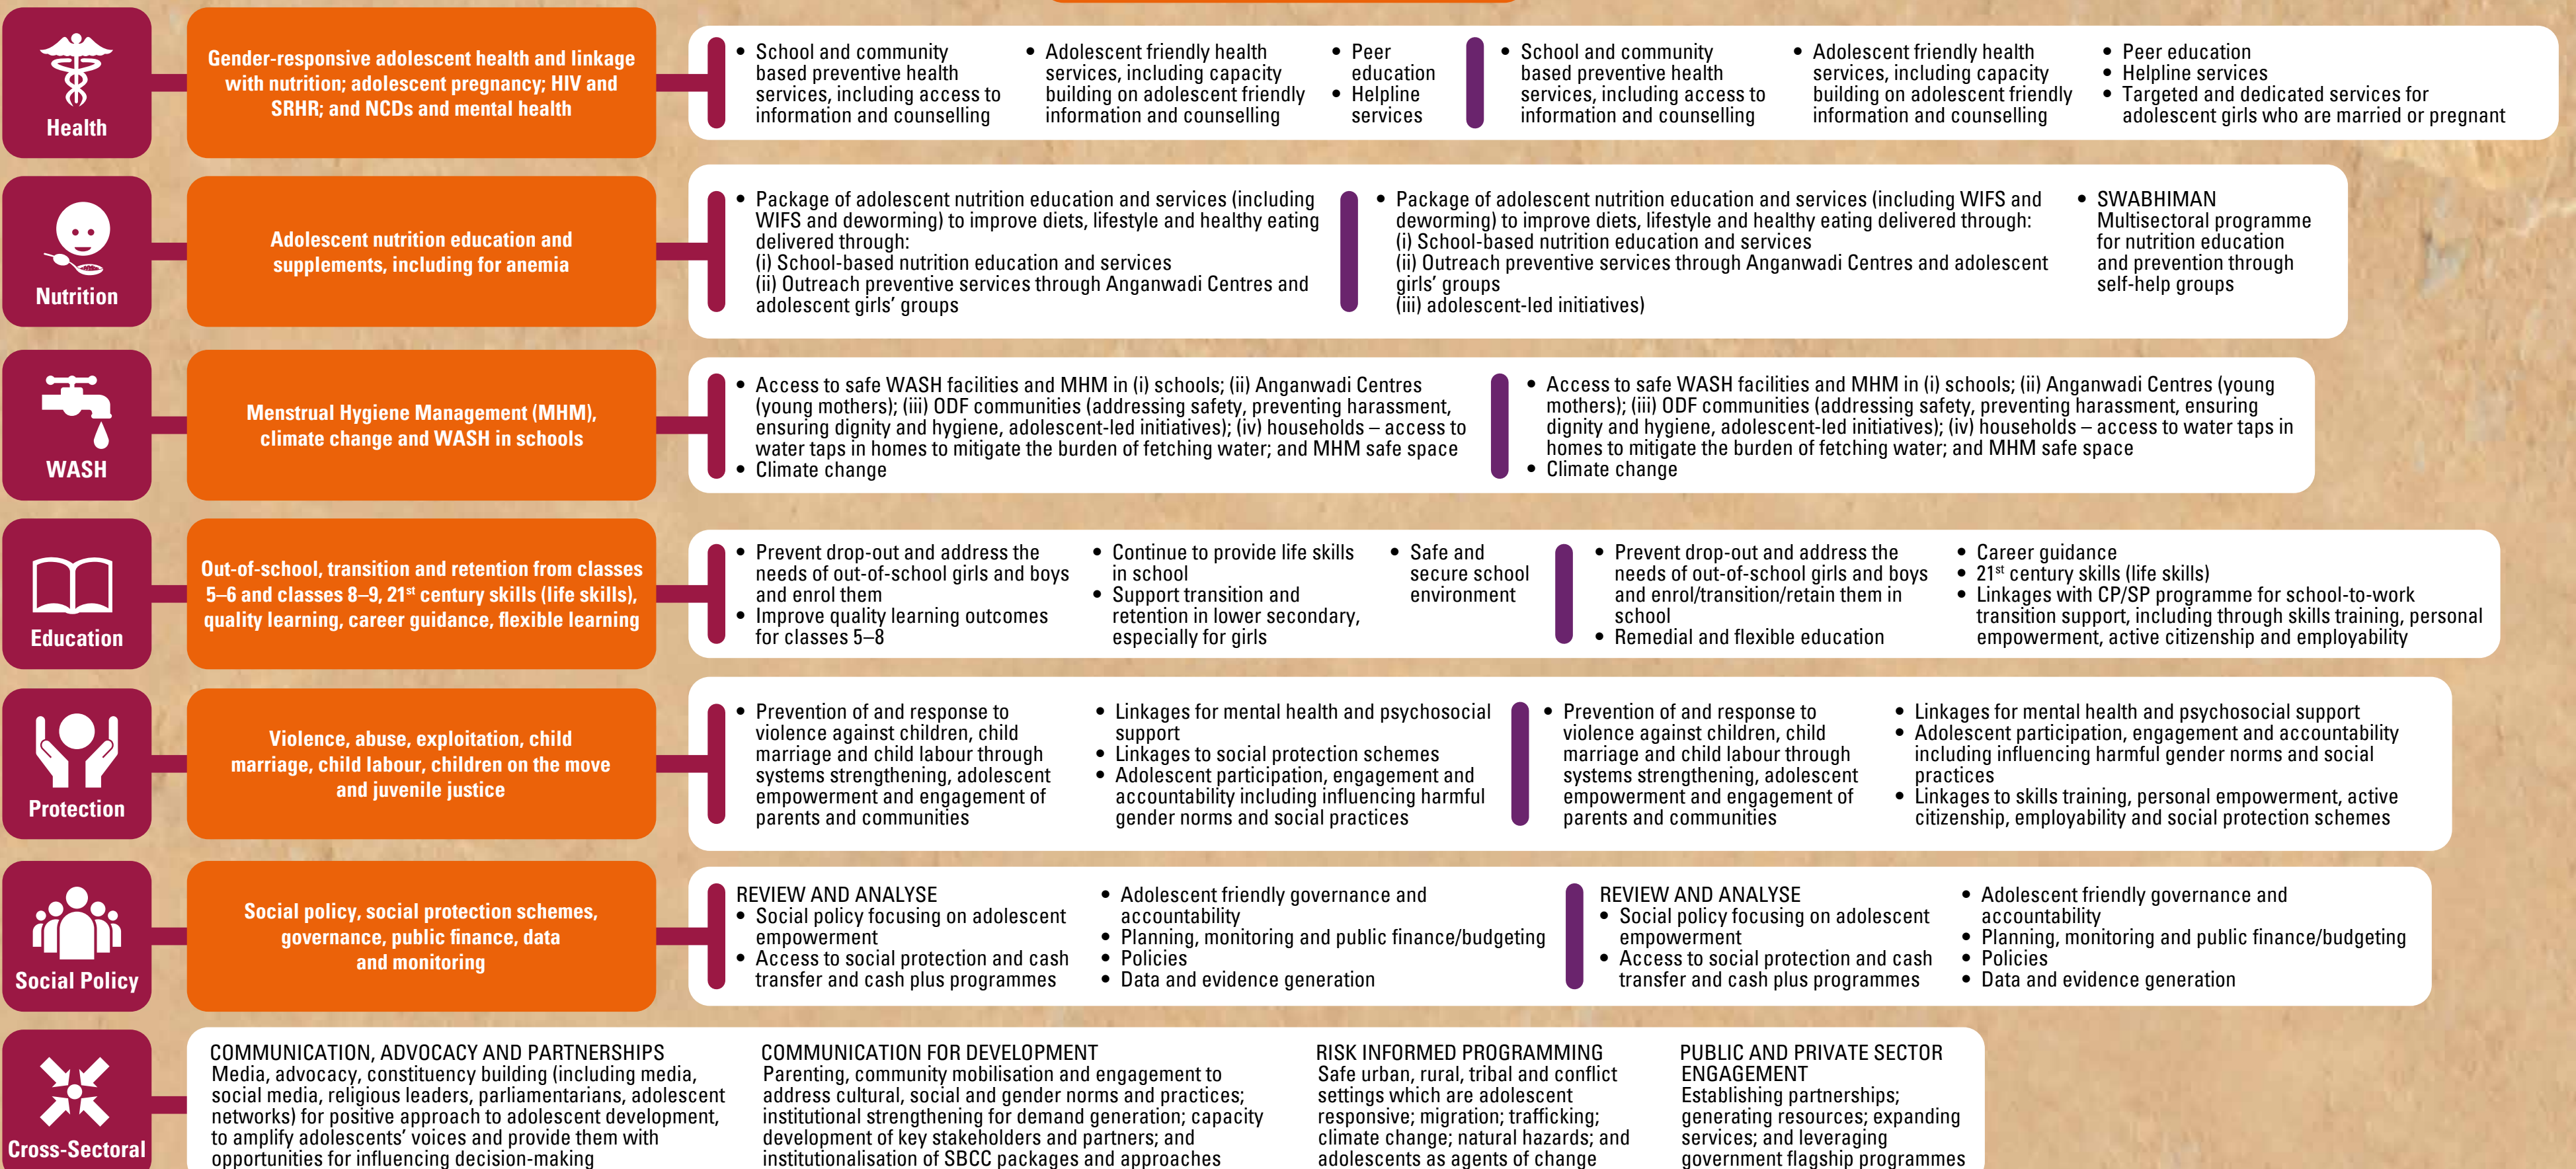 Health
Gender-responsive adolescent health and linkage
with nutrition; adolescent pregnancy; HIV and
SRHR; and NCDs and mental health
• School and community
based preventive health
services, including access to
information and counselling
• Adolescent friendly health
services, including capacity
building on adolescent friendly
information and counselling
• Peer
education
• Helpline
services
• School and community
based preventive health
services, including access to
information and counselling
• Adolescent friendly health
services, including capacity
building on adolescent friendly
information and counselling
• Peer education
• Helpline services
• Targeted and dedicated services for
adolescent girls who are married or pregnant
Nutrition
Adolescent nutrition education and
supplements, including for anemia
• Package of adolescent nutrition education and services (including
WIFS and deworming) to improve diets, lifestyle and healthy eating
delivered through:
(i) School-based nutrition education and services
(ii) Outreach preventive services through Anganwadi Centres and
adolescent girls’ groups
• Package of adolescent nutrition education and services (including WIFS and
deworming) to improve diets, lifestyle and healthy eating delivered through:
(i) School-based nutrition education and services
(ii) Outreach preventive services through Anganwadi Centres and adolescent
girls’ groups
(iii) adolescent-led initiatives)
• SWABHIMAN
Multisectoral programme
for nutrition education
and prevention through
self-help groups
WASH
Menstrual Hygiene Management (MHM),
climate change and WASH in schools
• Access to safe WASH facilities and MHM in (i) schools; (ii) Anganwadi Centres
(young mothers); (iii) ODF communities (addressing safety, preventing harassment,
ensuring dignity and hygiene, adolescent-led initiatives); (iv) households – access to
water taps in homes to mitigate the burden of fetching water; and MHM safe space
• Climate change
• Access to safe WASH facilities and MHM in (i) schools; (ii) Anganwadi Centres (young
mothers); (iii) ODF communities (addressing safety, preventing harassment, ensuring
dignity and hygiene, adolescent-led initiatives); (iv) households – access to water taps in
homes to mitigate the burden of fetching water; and MHM safe space
• Climate change
Education
Out-of-school, transition and retention from classes
5–6 and classes 8–9, 21st century skills (life skills),
quality learning, career guidance, flexible learning
• Prevent drop-out and address the
needs of out-of-school girls and boys
and enrol them
• Improve quality learning outcomes
for classes 5–8
• Continue to provide life skills
in school
• Support transition and
retention in lower secondary,
especially for girls
• Safe and
secure school
environment
• Prevent drop-out and address the
needs of out-of-school girls and boys
and enrol/transition/retain them in
school
• Remedial and flexible education
• Career guidance
• 21st century skills (life skills)
• Linkages with CP/SP programme for school-to-work
transition support, including through skills training, personal
empowerment, active citizenship and employability
Protection
Violence, abuse, exploitation, child
marriage, child labour, children on the move
and juvenile justice
• Prevention of and response to
violence against children, child
marriage and child labour through
systems strengthening, adolescent
empowerment and engagement of
parents and communities
• Linkages for mental health and psychosocial
support
• Linkages to social protection schemes
• Adolescent participation, engagement and
accountability including influencing harmful
gender norms and social practices
• Prevention of and response to
violence against children, child
marriage and child labour through
systems strengthening, adolescent
empowerment and engagement of
parents and communities
• Linkages for mental health and psychosocial support
• Adolescent participation, engagement and accountability
including influencing harmful gender norms and social
practices
• Linkages to skills training, personal empowerment, active
citizenship, employability and social protection schemes
Social Policy
Social policy, social protection schemes,
governance, public finance, data
and monitoring
REVIEW AND ANALYSE
• Social policy focusing on adolescent
empowerment
• Access to social protection and cash
transfer and cash plus programmes
• Adolescent friendly governance and
accountability
• Planning, monitoring and public finance/budgeting
• Policies
• Data and evidence generation
REVIEW AND ANALYSE
• Social policy focusing on adolescent
empowerment
• Access to social protection and cash
transfer and cash plus programmes
• Adolescent friendly governance and
accountability
• Planning, monitoring and public finance/budgeting
• Policies
• Data and evidence generation
Cross-Sectoral
COMMUNICATION, ADVOCACY AND PARTNERSHIPS
Media, advocacy, constituency building (including media,
social media, religious leaders, parliamentarians, adolescent
networks) for positive approach to adolescent development,
to amplify adolescents’ voices and provide them with
opportunities for influencing decision-making
COMMUNICATION FOR DEVELOPMENT
Parenting, community mobilisation and engagement to
address cultural, social and gender norms and practices;
institutional strengthening for demand generation; capacity
development of key stakeholders and partners; and
institutionalisation of SBCC packages and approaches
RISK INFORMED PROGRAMMING
Safe urban, rural, tribal and conflict
settings which are adolescent
responsive; migration; trafficking;
climate change; natural hazards; and
adolescents as agents of change
PUBLIC AND PRIVATE SECTOR
ENGAGEMENT
Establishing partnerships;
generating resources; expanding
services; and leveraging
government flagship programmes